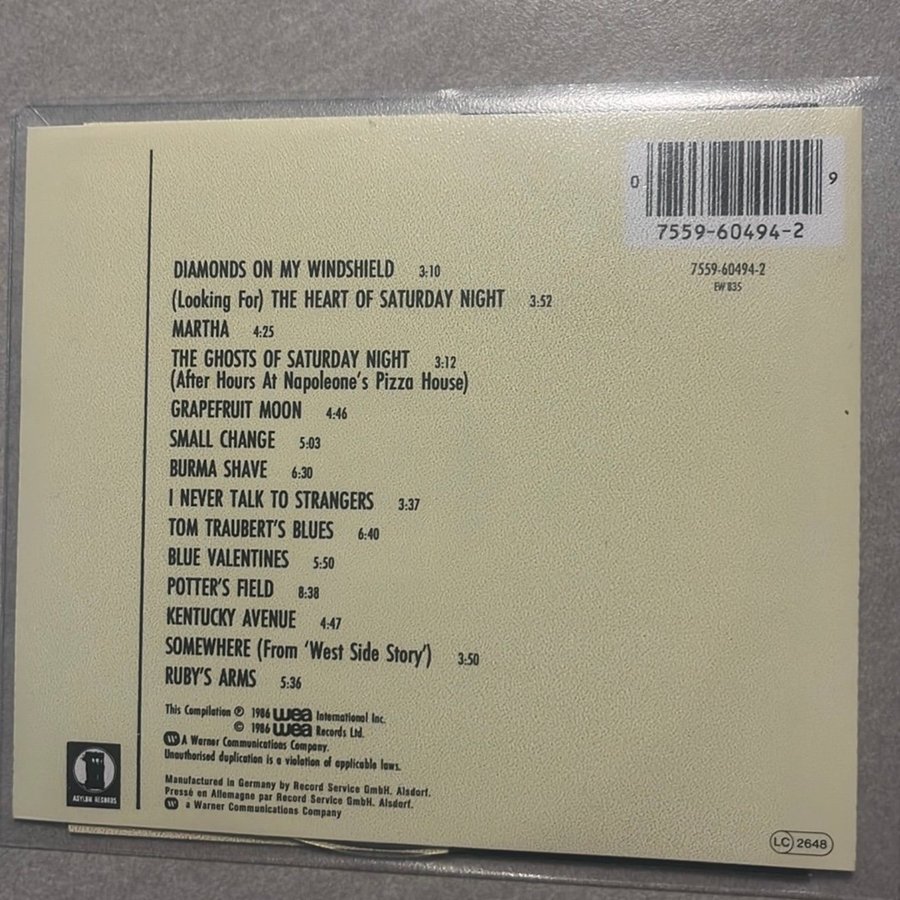 0 9
7559-60494-2
7559-60494-2
EW 835
DIAMONDS ON MY WINDSHIELD 3:10
(Looking For) THE HEART OF SATURDAY NIGHT 3:52
MARTHA 4:25
THE GHOSTS OF SATURDAY NIGHT 3:12
(After Hours At Napoleone's Pizza House)
GRAPEFRUIT MOON 4:46
SMALL CHANGE 5:03
BURMA SHAVE 6:30
I NEVER TALK TO STRANGERS 3:37
TOM TRAUBERT'S BLUES 6:40
BLUE VALENTINES 5:50
POTTER'S FIELD 8:38
KENTUCKY AVENUE 4:47
SOMEWHERE (From 'West Side Story') 3:50
RUBY'S ARMS 5:36
This Compilation ℗ 1986 wea International Inc.
© 1986 wea Records Ltd.
A Warner Communications Company.
Unauthorised duplication is a violation of applicable laws.
Manufactured in Germany by Record Service GmbH. Alsdorf.
Pressé en Allemagne par Record Service GmbH. Alsdorf.
a Warner Communications Company
ASYLUM RECORDS
LC 2648